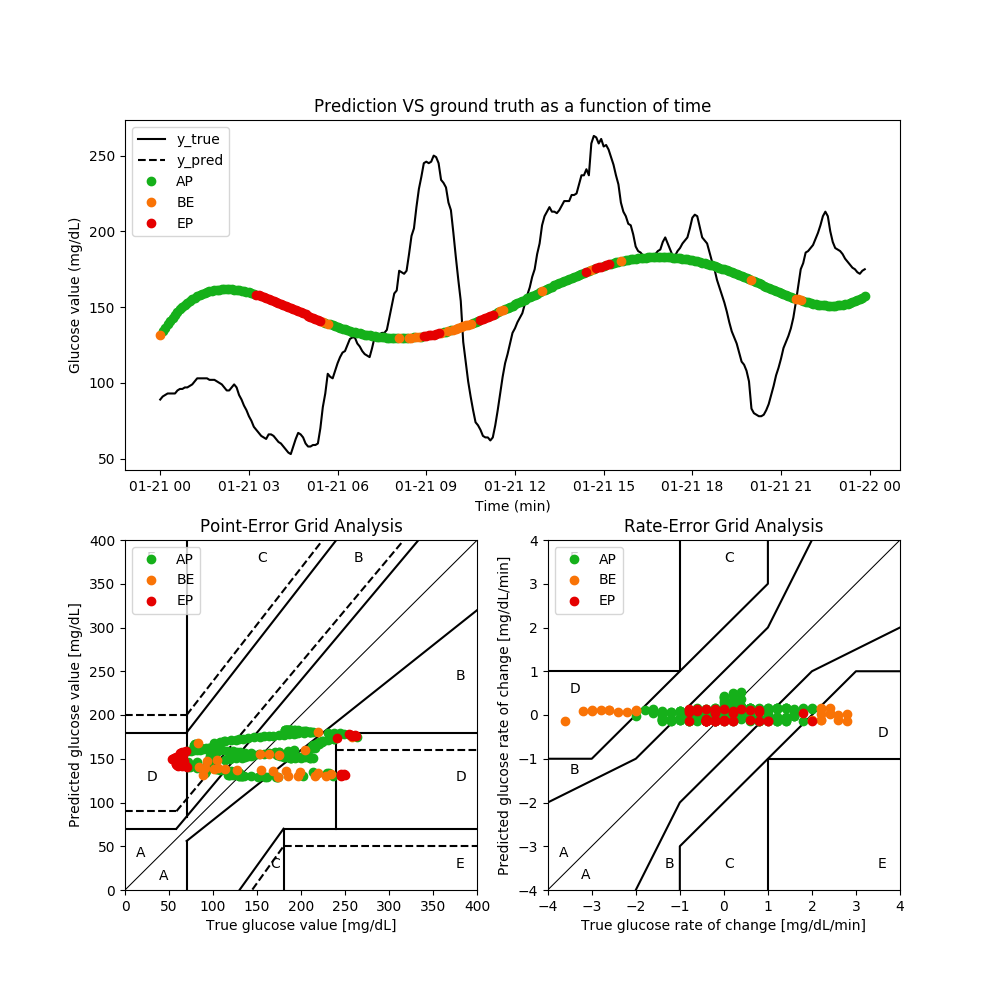 Prediction VS ground truth as a function of time
Glucose value (mg/dL)
250
200
150
100
50
y_true
y_pred
AP
BE
EP
01-21 00 01-21 03 01-21 06 01-21 09 01-21 12 01-21 15 01-21 18 01-21 21 01-22 00
Time (min)
Point-Error Grid Analysis
Predicted glucose value [mg/dL]
400
350
300
250
200
150
100
50
0
AP
BE
EP
C
B
B
D
D
A
A
C
E
0 50 100 150 200 250 300 350 400
True glucose value [mg/dL]
Rate-Error Grid Analysis
Predicted glucose rate of change [mg/dL/min]
4
3
2
1
0
−1
−2
−3
−4
AP
BE
EP
C
D
D
B
A
A
B
C
E
−4 −3 −2 −1 0 1 2 3 4
True glucose rate of change [mg/dL/min]